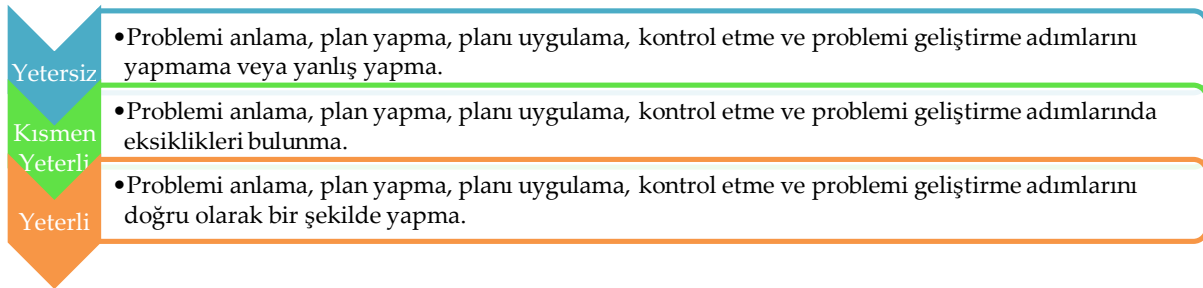 Yetersiz
•Problemi anlama, plan yapma, planı uygulama, kontrol etme ve problemi geliştirme adımlarını
yapmama veya yanlış yapma.
Kısmen
Yeterli
•Problemi anlama, plan yapma, planı uygulama, kontrol etme ve problemi geliştirme adımlarında
eksiklikleri bulunma.
Yeterli
•Problemi anlama, plan yapma, planı uygulama, kontrol etme ve problemi geliştirme adımlarını
doğru olarak bir şekilde yapma.